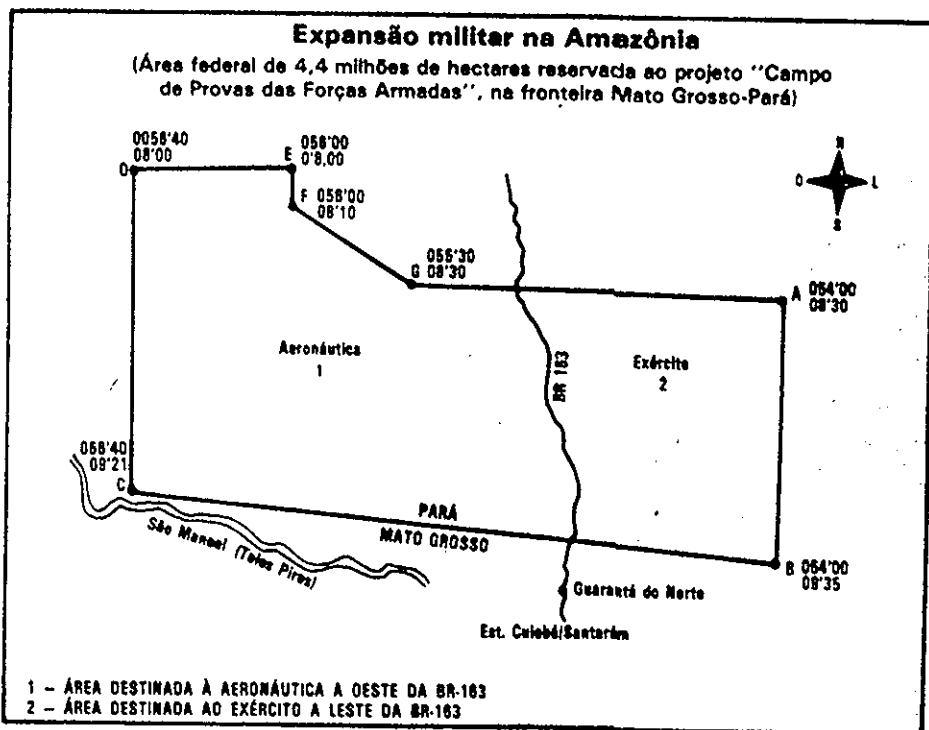 Expansão militar na Amazônia
(Área federal de 4,4 milhões de hectares reservada ao projeto "Campo
de Provas das Forças Armadas", na fronteira Mato Grosso-Pará)
0056'40
08'00
D
E
056'00
0'8,00
F
056'00
08'10
G
055'30
08'30
N
O
L
S
A
054'00
08'30
Aeronáutica
1
BR 163
Exército
2
056'40
09'21
C
São Manoel (Teles Pires)
PARÁ
MATO GROSSO
B
054'00
09'35
Guarantã do Norte
Est. Cuiabá/Santarém
1 – ÁREA DESTINADA À AERONÁUTICA A OESTE DA BR-163
2 – ÁREA DESTINADA AO EXÉRCITO A LESTE DA BR-163